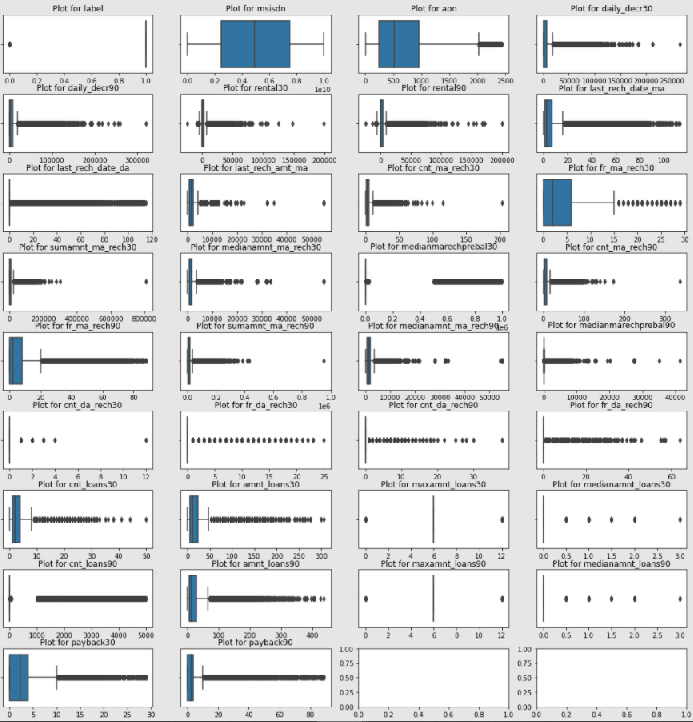 Plot for label Plot for msisdn Plot for aon Plot for daily_decr30
0.0 0.2 0.4 0.6 0.8 1.0 0.0 0.2 0.4 0.6 0.8 1.0 0 500 1000 1500 2000 2500 0 50000 100000 150000 200000 250000
1e10
Plot for daily_decr90 Plot for rental30 Plot for rental90 Plot for last_rech_date_ma
0 100000 200000 300000 0 50000 100000 150000 200000 0 50000 100000 150000 200000 0 20 40 60 80 100
Plot for last_rech_date_da Plot for last_rech_amt_ma Plot for cnt_ma_rech30 Plot for fr_ma_rech30
0 20 40 60 80 100 120 0 10000 20000 30000 40000 50000 0 50 100 150 200 0 5 10 15 20 25 30
Plot for sumamnt_ma_rech30 Plot for medianamnt_ma_rech30 Plot for medianmarechprebal30 Plot for cnt_ma_rech90
0 200000 400000 600000 800000 0 10000 20000 30000 40000 50000 0.0 0.2 0.4 0.6 0.8 1.0 0 100 200 300
1e6
Plot for fr_ma_rech90 Plot for sumamnt_ma_rech90 Plot for medianamnt_ma_rech90 Plot for medianmarechprebal90
0 20 40 60 80 0.0 0.2 0.4 0.6 0.8 1.0 0 10000 20000 30000 40000 50000 0 10000 20000 30000 40000
1e6
Plot for cnt_da_rech30 Plot for fr_da_rech30 Plot for cnt_da_rech90 Plot for fr_da_rech90
0 2 4 6 8 10 12 0 5 10 15 20 25 0 10 20 30 0 20 40 60
Plot for cnt_loans30 Plot for amnt_loans30 Plot for maxamnt_loans30 Plot for medianamnt_loans30
0 10 20 30 40 50 0 50 100 150 200 250 300 0 2 4 6 8 10 12 0.0 0.5 1.0 1.5 2.0 2.5 3.0
Plot for cnt_loans90 Plot for amnt_loans90 Plot for maxamnt_loans90 Plot for medianamnt_loans90
0 1000 2000 3000 4000 5000 0 100 200 300 400 0 2 4 6 8 10 12 0.0 0.5 1.0 1.5 2.0 2.5 3.0
Plot for payback30 Plot for payback90
1.00 1.00
0.75 0.75
0.50 0.50
0.25 0.25
0.00 0.00
0 5 10 15 20 25 30 0 20 40 60 80 0.0 0.2 0.4 0.6 0.8 1.0 0.0 0.2 0.4 0.6 0.8 1.0